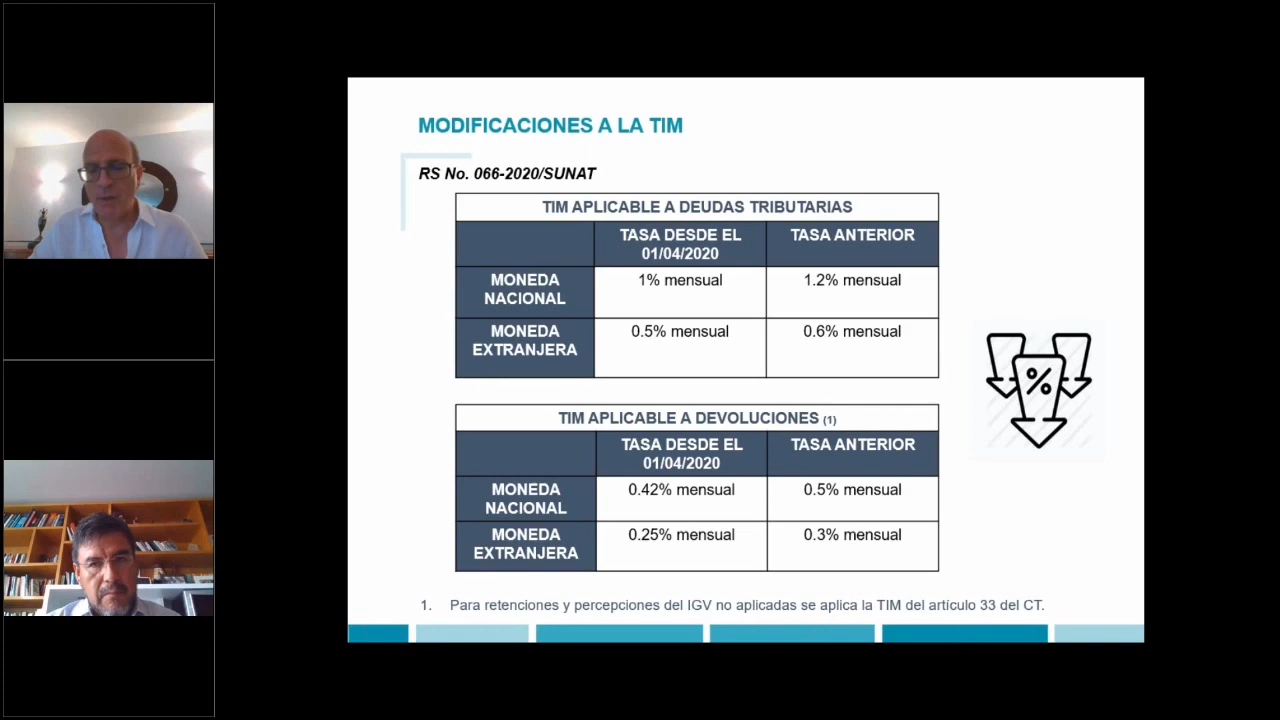 MODIFICACIONES A LA TIM
RS No. 066-2020/SUNAT
TIM APLICABLE A DEUDAS TRIBUTARIAS
TASA DESDE EL
01/04/2020
TASA ANTERIOR
MONEDA
NACIONAL
1% mensual
1.2% mensual
MONEDA
EXTRANJERA
0.5% mensual
0.6% mensual
%
TIM APLICABLE A DEVOLUCIONES (1)
TASA DESDE EL
01/04/2020
TASA ANTERIOR
MONEDA
NACIONAL
0.42% mensual
0.5% mensual
MONEDA
EXTRANJERA
0.25% mensual
0.3% mensual
1. Para retenciones y percepciones del IGV no aplicadas se aplica la TIM del artículo 33 del CT.